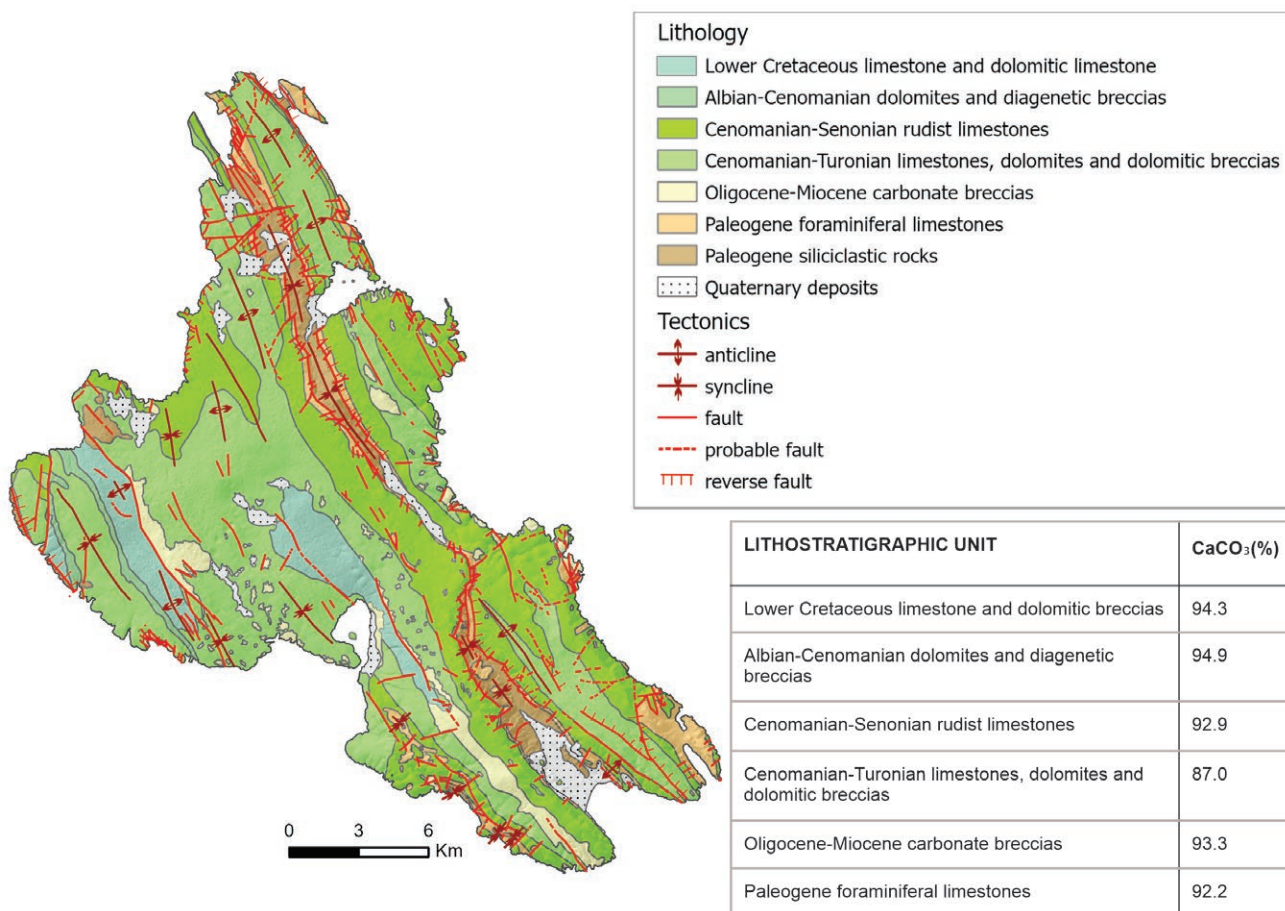 Lithology
Lower Cretaceous limestone and dolomitic limestone
Albian-Cenomanian dolomites and diagenetic breccias
Cenomanian-Senonian rudist limestones
Cenomanian-Turonian limestones, dolomites and dolomitic breccias
Oligocene-Miocene carbonate breccias
Paleogene foraminiferal limestones
Paleogene siliciclastic rocks
Quaternary deposits
Tectonics
anticline
syncline
fault
probable fault
reverse fault
LITHOSTRATIGRAPHIC UNIT CaCO₃(%)
Lower Cretaceous limestone and dolomitic breccias 94.3
Albian-Cenomanian dolomites and diagenetic
breccias 94.9
Cenomanian-Senonian rudist limestones 92.9
Cenomanian-Turonian limestones, dolomites and
dolomitic breccias 87.0
Oligocene-Miocene carbonate breccias 93.3
Paleogene foraminiferal limestones 92.2
0 3 6
Km